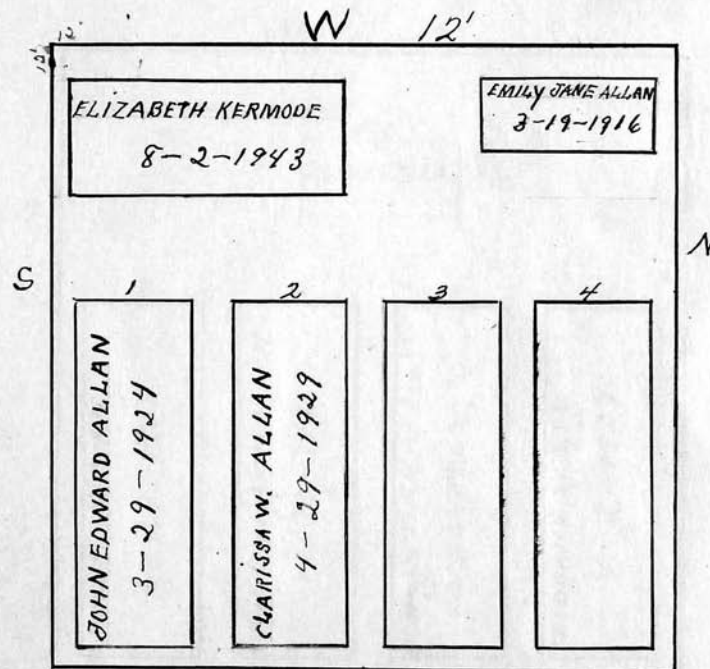 W 12'
12'
ELIZABETH KERMODE
8-2-1943
EMILY JANE ALLAN
3-19-1916
S
N
1
2
3
4
JOHN EDWARD ALLAN
3-29-1924
CLARISSA W. ALLAN
4-29-1929